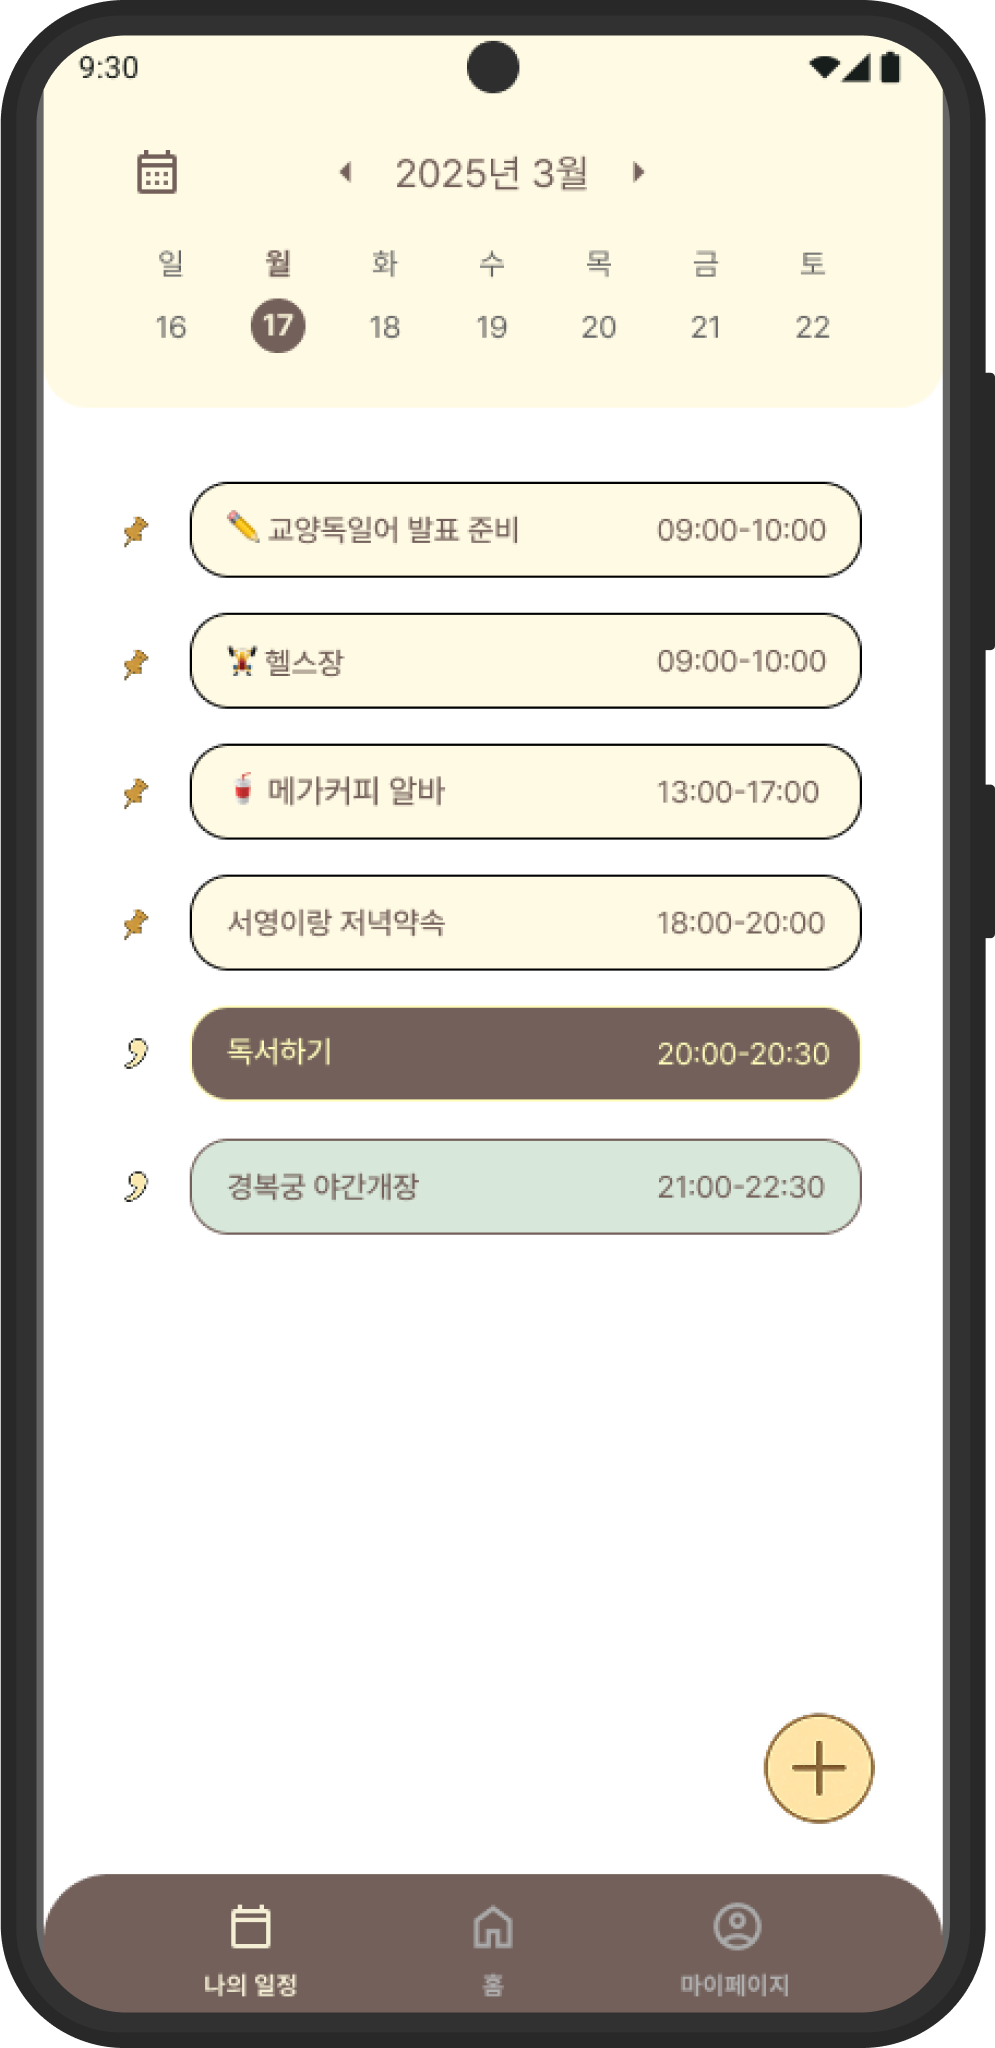 9:30
2025년 3월
일 월 화 수 목 금 토
16 17 18 19 20 21 22
교양독일어 발표 준비 09:00-10:00
헬스장 09:00-10:00
메가커피 알바 13:00-17:00
서영이랑 저녁약속 18:00-20:00
독서하기 20:00-20:30
경복궁 야간개장 21:00-22:30
나의 일정 홈 마이페이지